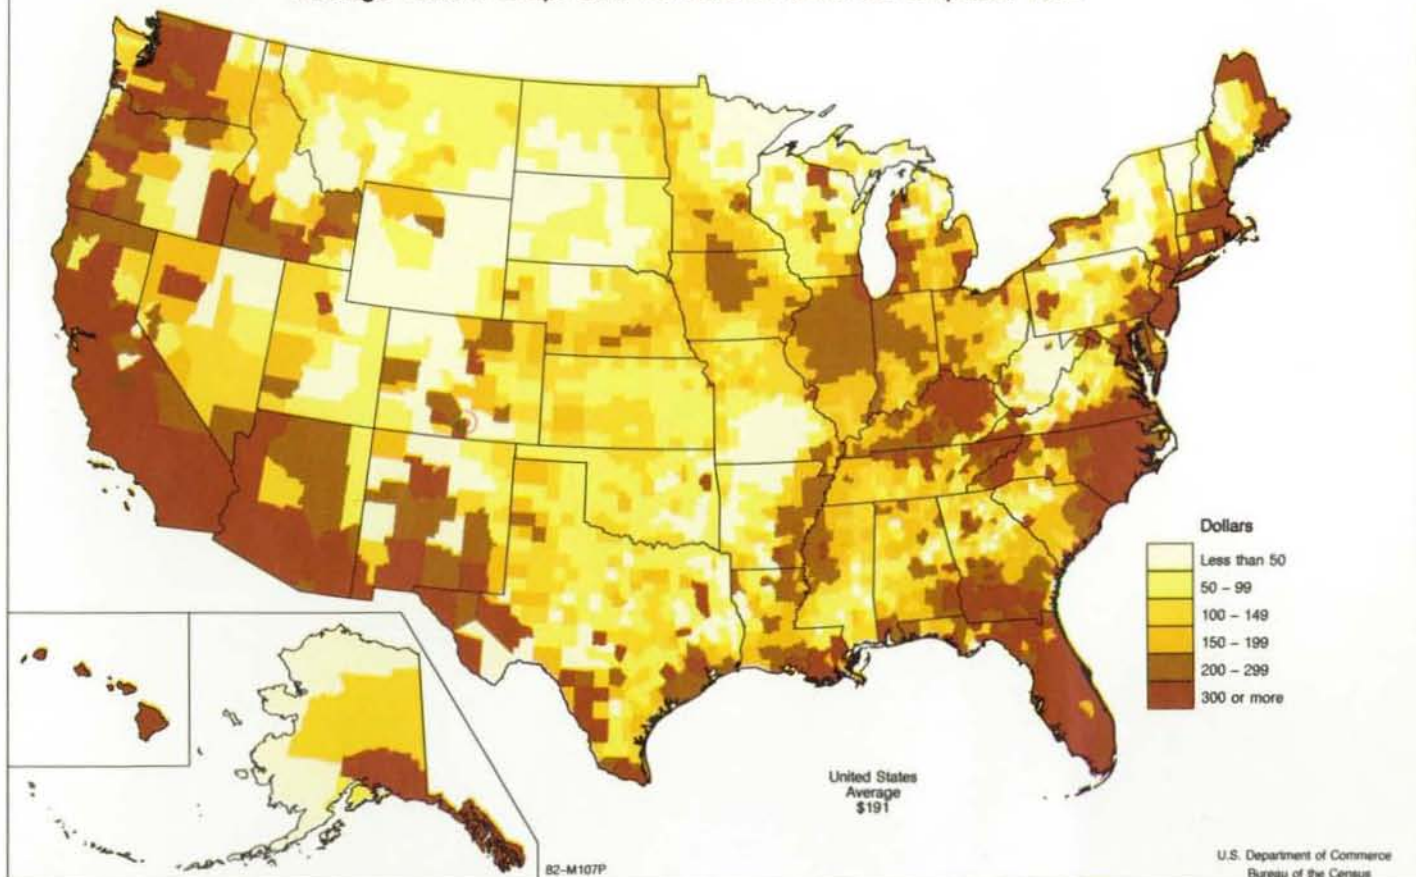 Dollars
Less than 50
50 – 99
100 – 149
150 – 199
200 – 299
300 or more
United States
Average
$191
82-M107P
U.S. Department of Commerce
Bureau of the Census